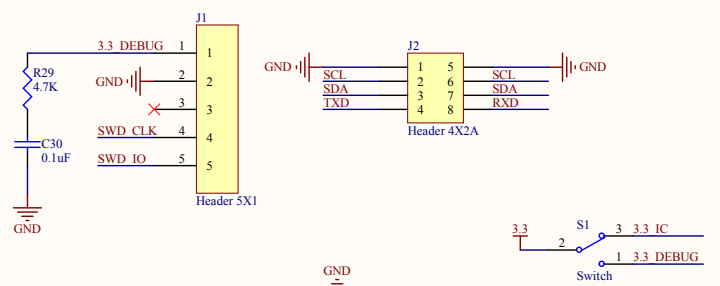 J1
3.3_DEBUG 1 1
R29
4.7K
GND 2 2
3 3
SWD_CLK 4 4
C30
0.1uF
SWD_IO 5 5
Header 5X1
GND
J2
GND 1 5 GND
SCL 2 6 SCL
SDA 3 7 SDA
TXD 4 8 RXD
Header 4X2A
3.3
S1
2
3 3.3_IC
1 3.3_DEBUG
Switch
GND